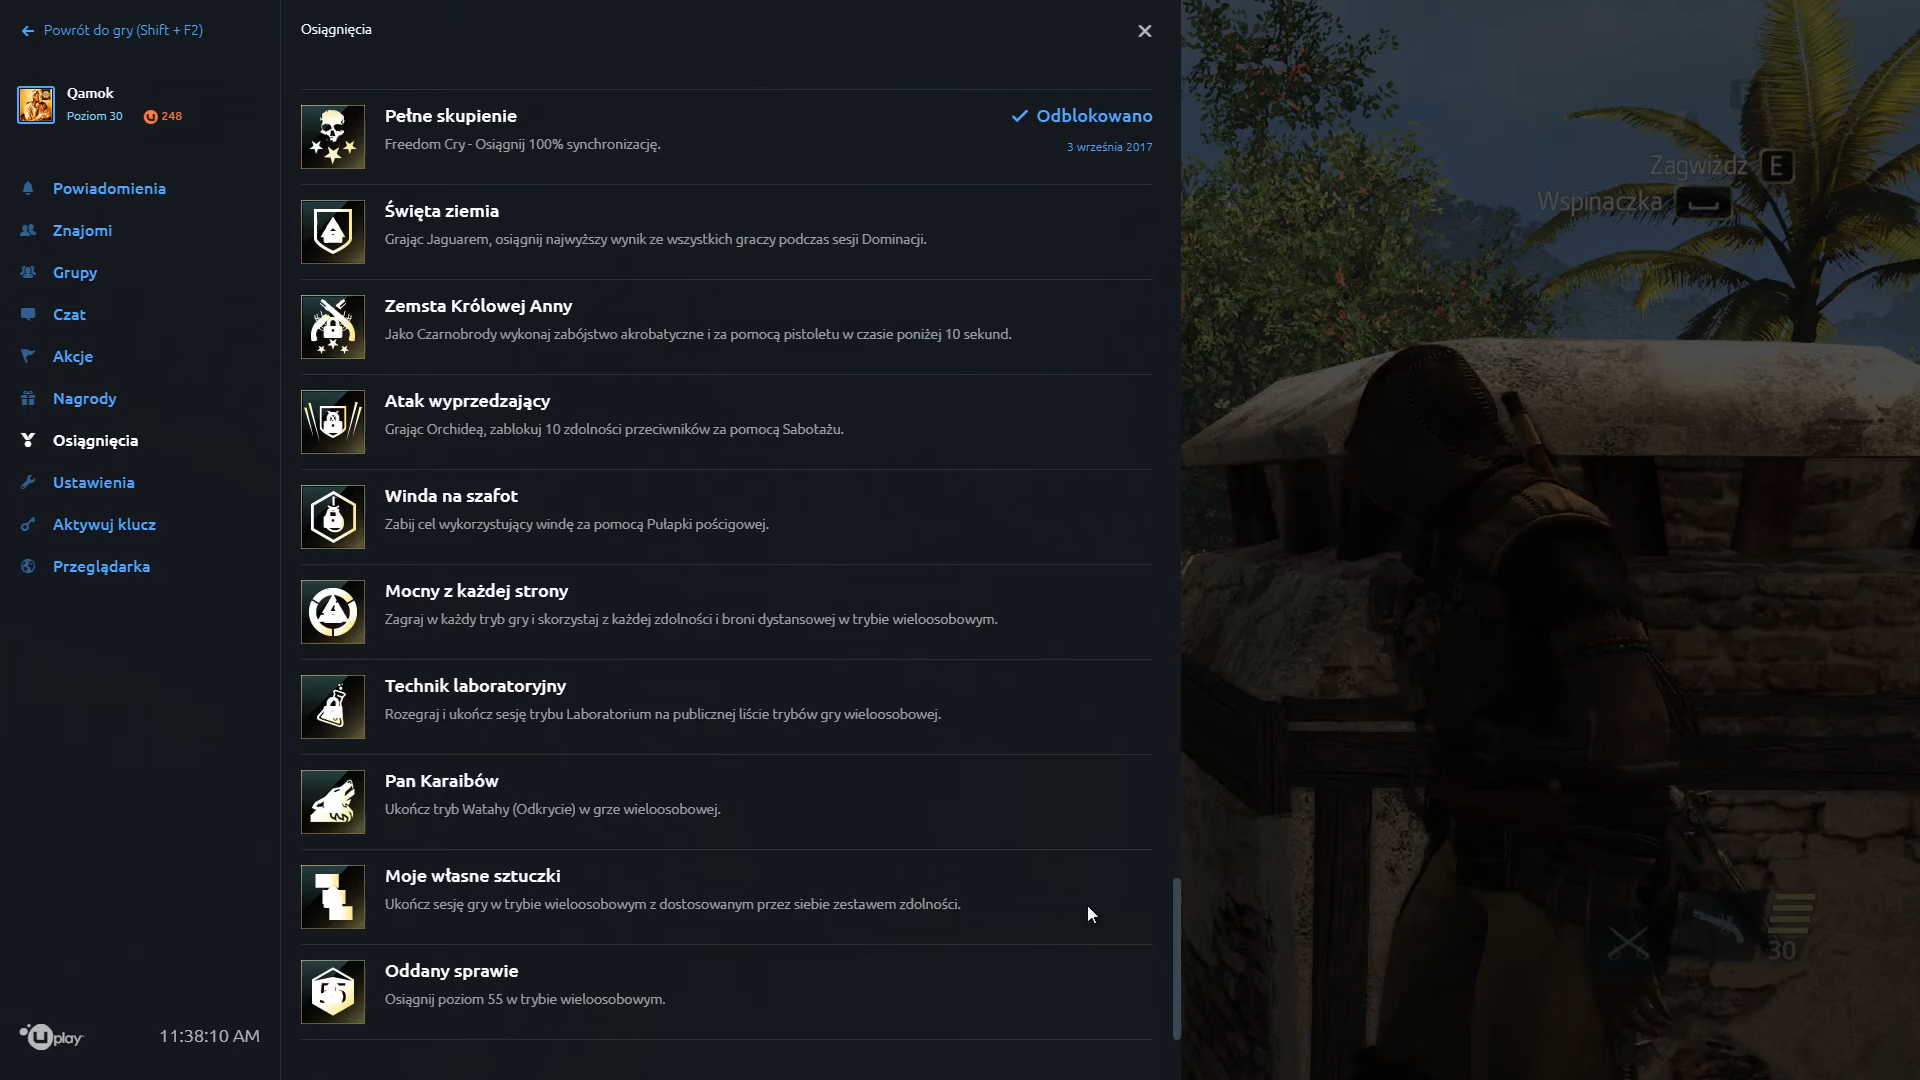 Powrót do gry (Shift + F2)
Qamok
Poziom 30
248
Powiadomienia
Znajomi
Grupy
Czat
Akcje
Nagrody
Osiągnięcia
Ustawienia
Aktywuj klucz
Przeglądarka
uplay
11:38:10 AM
Osiągnięcia
Pełne skupienie
Odblokowano
Freedom Cry - Osiągnij 100% synchronizację.
3 września 2017
Święta ziemia
Grając Jaguarem, osiągnij najwyższy wynik ze wszystkich graczy podczas sesji Dominacji.
Zemsta Królowej Anny
Jako Czarnobrody wykonaj zabójstwo akrobatyczne i za pomocą pistoletu w czasie poniżej 10 sekund.
Atak wyprzedzający
Grając Orchideą, zablokuj 10 zdolności przeciwników za pomocą Sabotażu.
Winda na szafot
Zabij cel wykorzystujący windę za pomocą Pułapki pościgowej.
Mocny z każdej strony
Zagraj w każdy tryb gry i skorzystaj z każdej zdolności i broni dystansowej w trybie wieloosobowym.
Technik laboratoryjny
Rozegraj i ukończ sesję trybu Laboratorium na publicznej liście trybów gry wieloosobowej.
Pan Karaibów
Ukończ tryb Watahy (Odkrycie) w grze wieloosobowej.
Moje własne sztuczki
Ukończ sesję gry w trybie wieloosobowym z dostosowanym przez siebie zestawem zdolności.
Oddany sprawie
Osiągnij poziom 55 w trybie wieloosobowym.
Zagwiżdż E
Wspinaczka
30